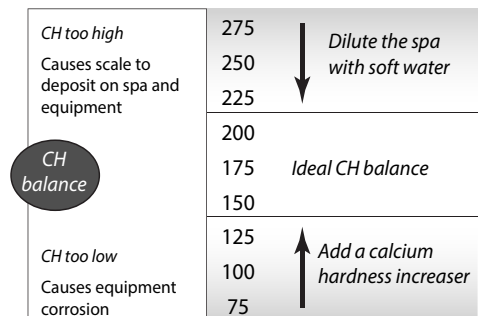 CH too high
Causes scale to
deposit on spa and
equipment
CH
balance
CH too low
Causes equipment
corrosion
275
250
225
200
175
150
125
100
75
Dilute the spa
with soft water
Ideal CH balance
Add a calcium
hardness increaser